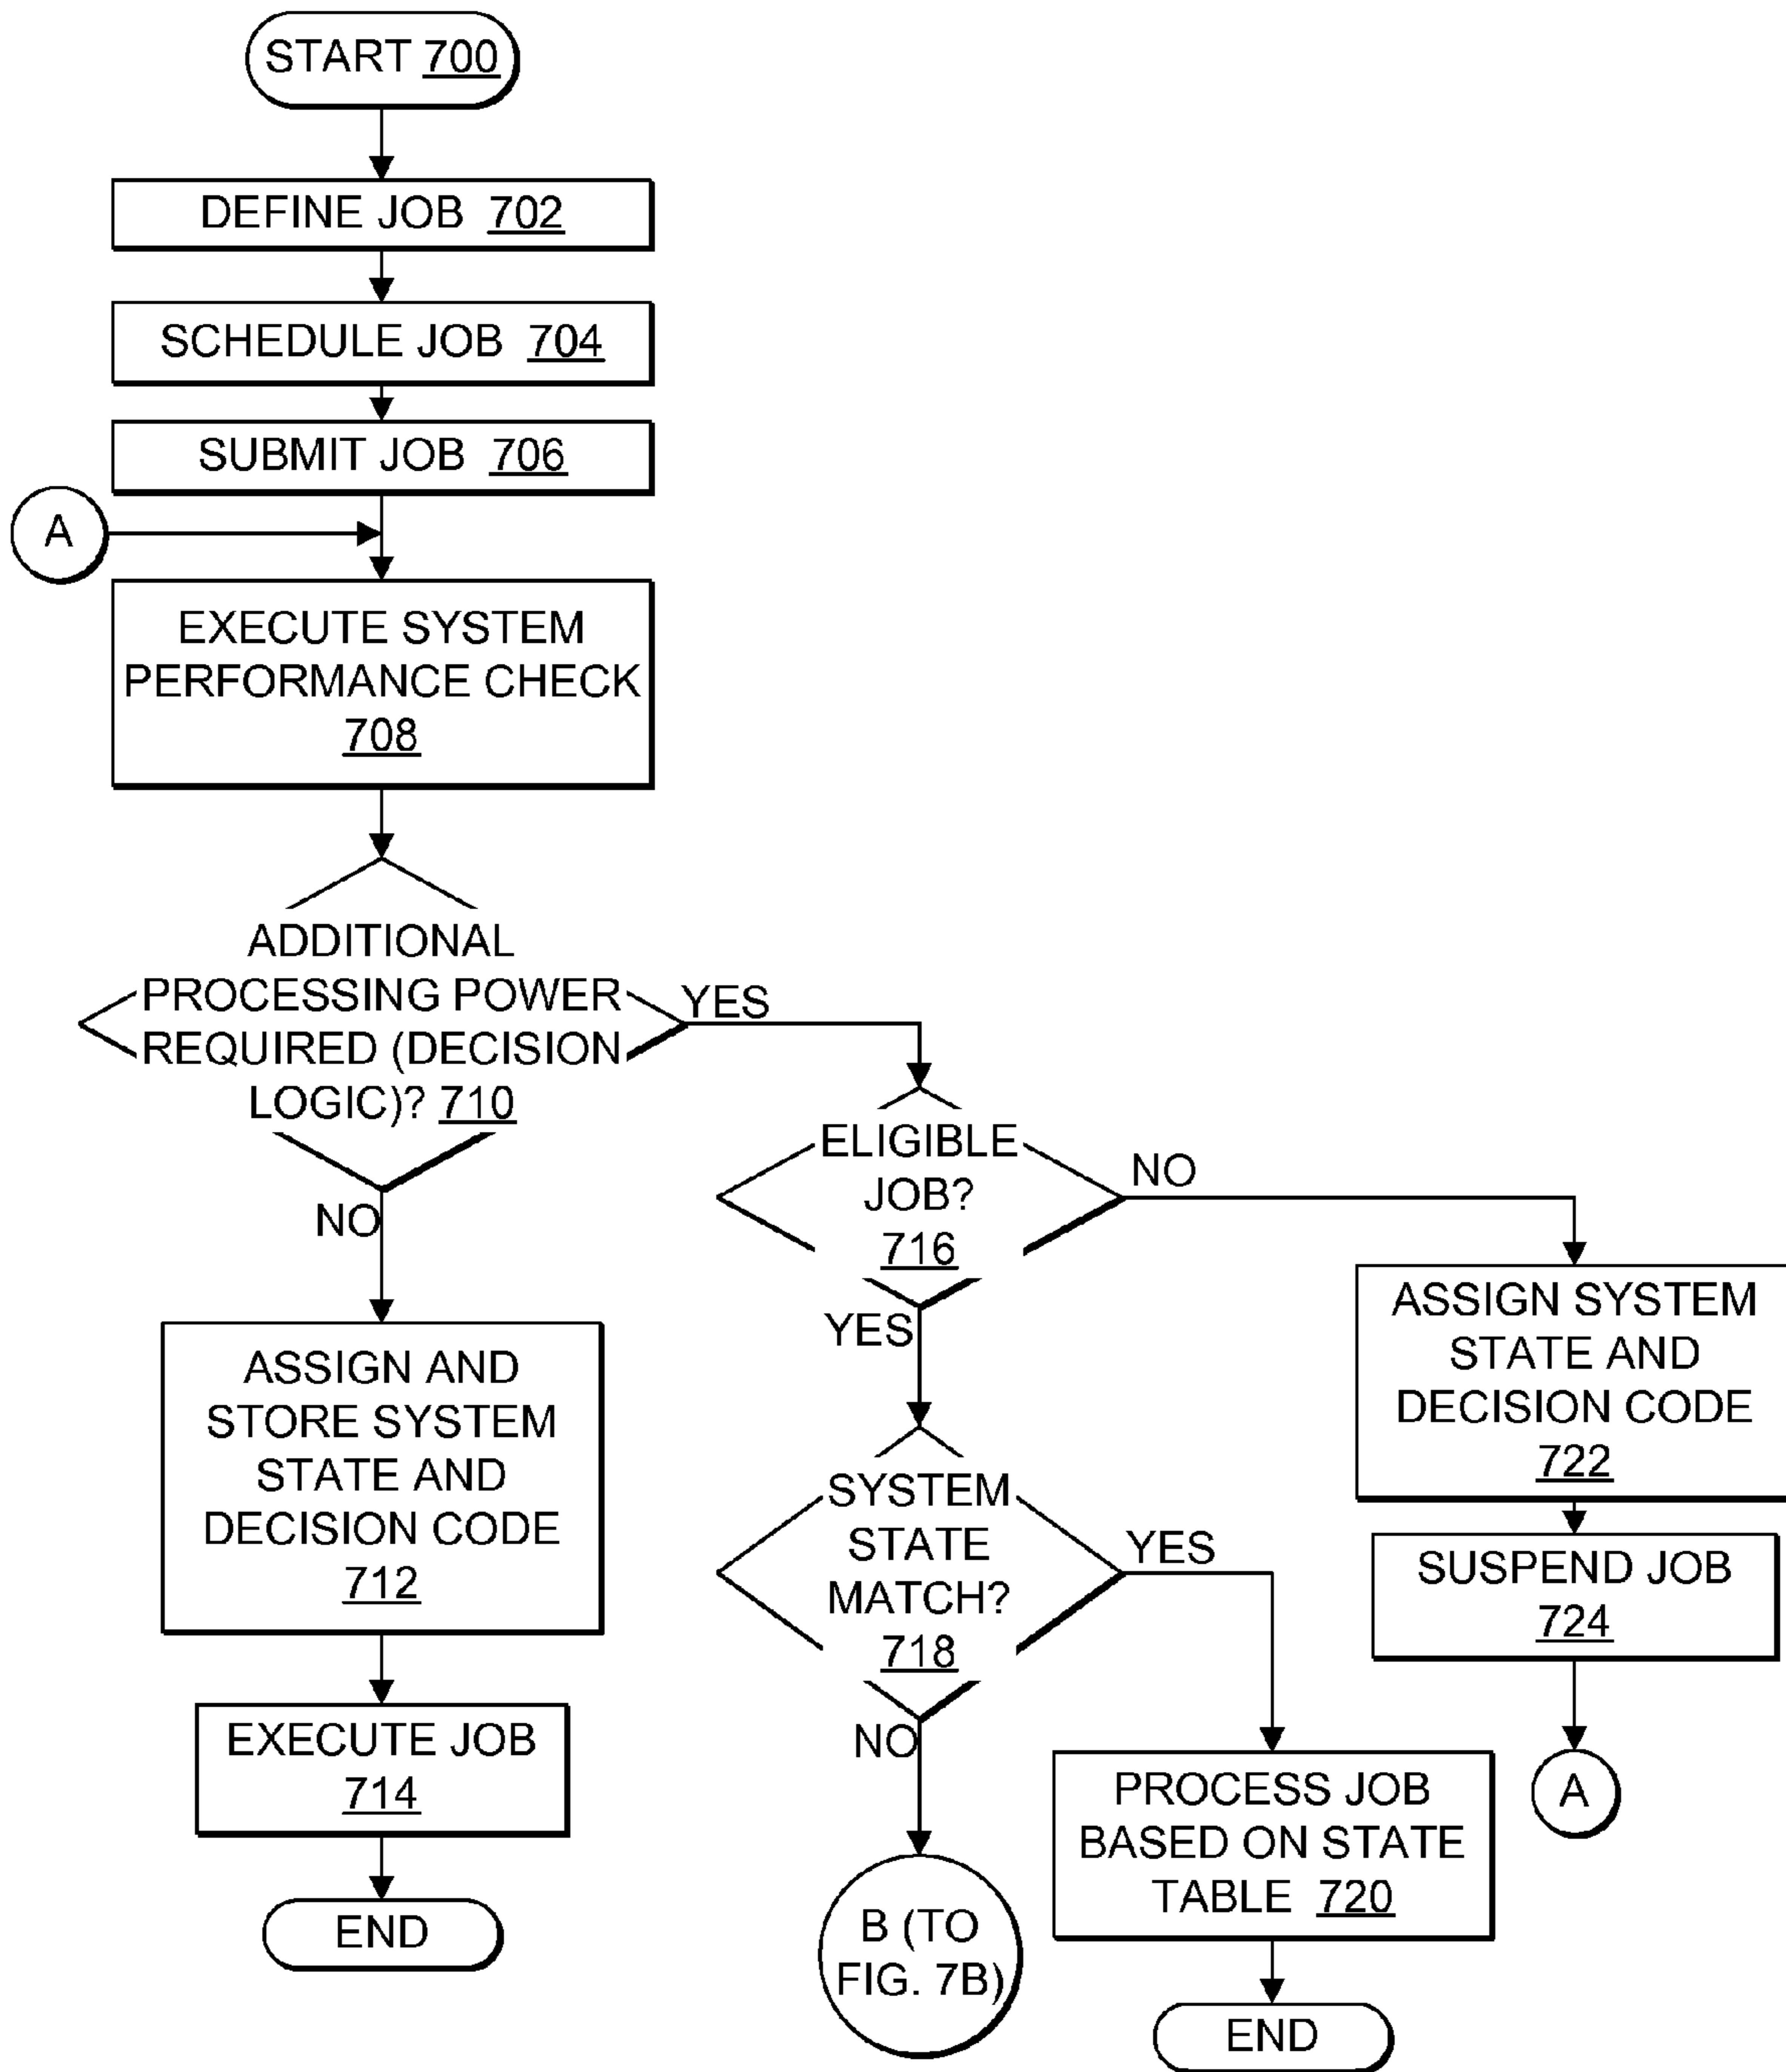 START 700
DEFINE JOB 702
SCHEDULE JOB 704
SUBMIT JOB 706
A
EXECUTE SYSTEM
PERFORMANCE CHECK
708
ADDITIONAL
PROCESSING POWER
REQUIRED (DECISION
LOGIC)? 710
YES
NO
ASSIGN AND
STORE SYSTEM
STATE AND
DECISION CODE
712
EXECUTE JOB
714
END
ELIGIBLE
JOB?
716
NO
YES
SYSTEM
STATE
MATCH?
718
YES
NO
B (TO
FIG. 7B)
PROCESS JOB
BASED ON STATE
TABLE 720
END
ASSIGN SYSTEM
STATE AND
DECISION CODE
722
SUSPEND JOB
724
A